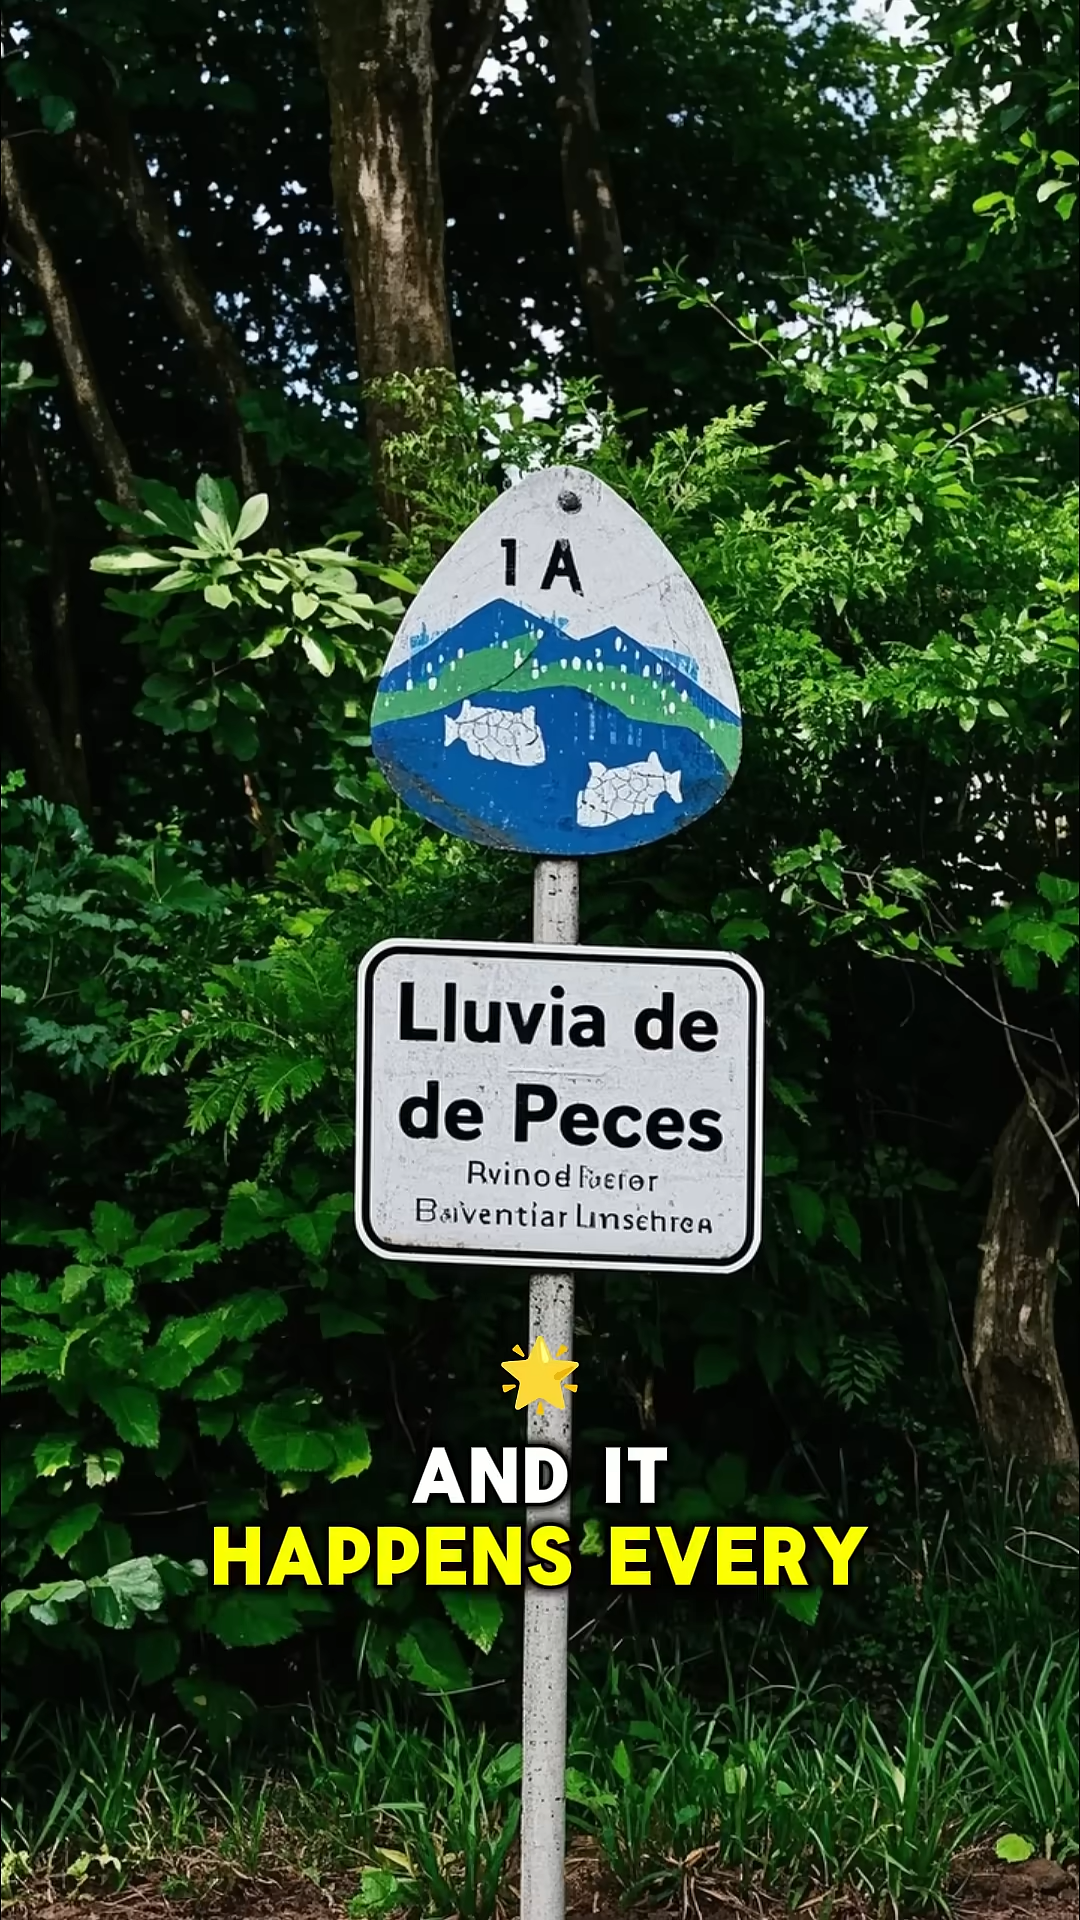 1 A
Lluvia de
de Peces
AND IT
HAPPENS EVERY